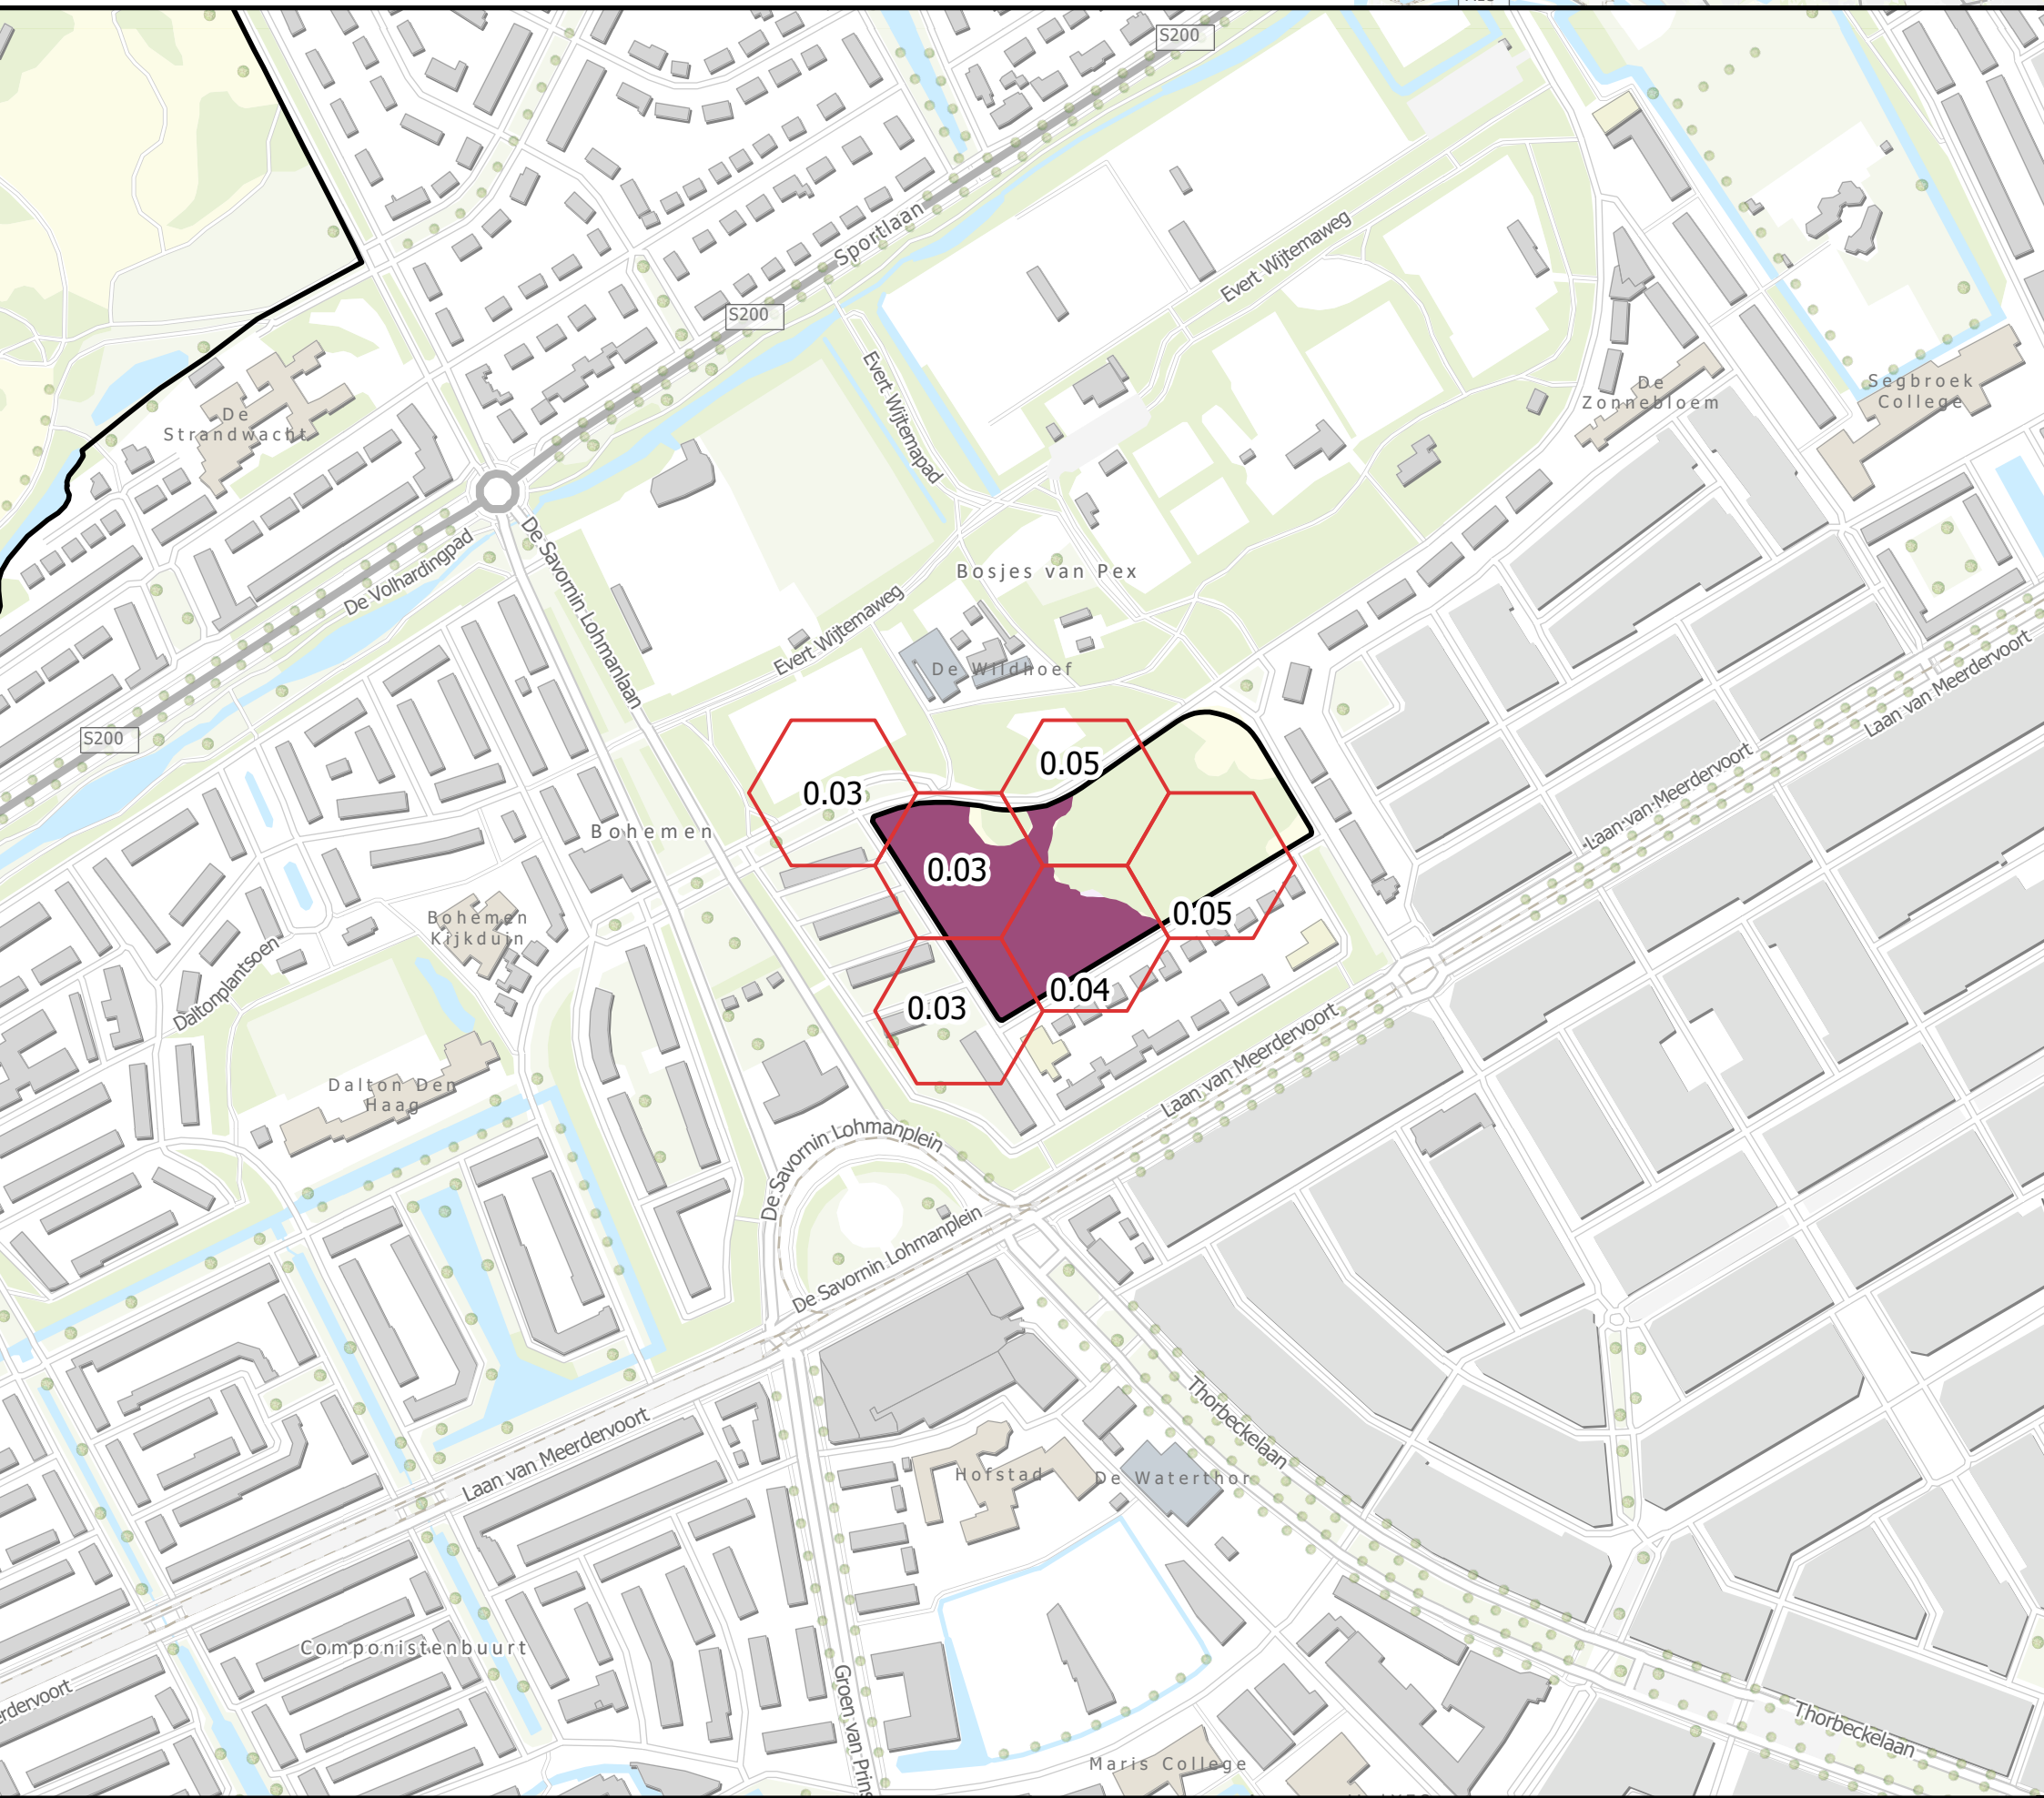 S200
Sportlaan
Evert Wijtemaweg
S200
Evert Wijtemapad
De
Strandwacht
De
Zonnebloem
Segbroek
College
De Volhardingpad
De Savornin Lohmanlaan
Bosjes van Pex
Evert Wijtemaweg
De Wildhoef
Laan van Meerdervoort
S200
0.05
0.03
Laan van Meerdervoort
Bohemen
0.03
0.05
Bohemen
Kijkduin
Daltonplantsoen
0.04
0.03
Laan van Meerdervoort
Dalton Den
Haag
De Savornin Lohmanplein
De Savornin Lohmanplein
Thorbeckelaan
Laan van Meerdervoort
Hofstad
De Waterthor
Componistenbuurt
erdervoort
Groen van Prins
Thorbeckelaan
Maris College